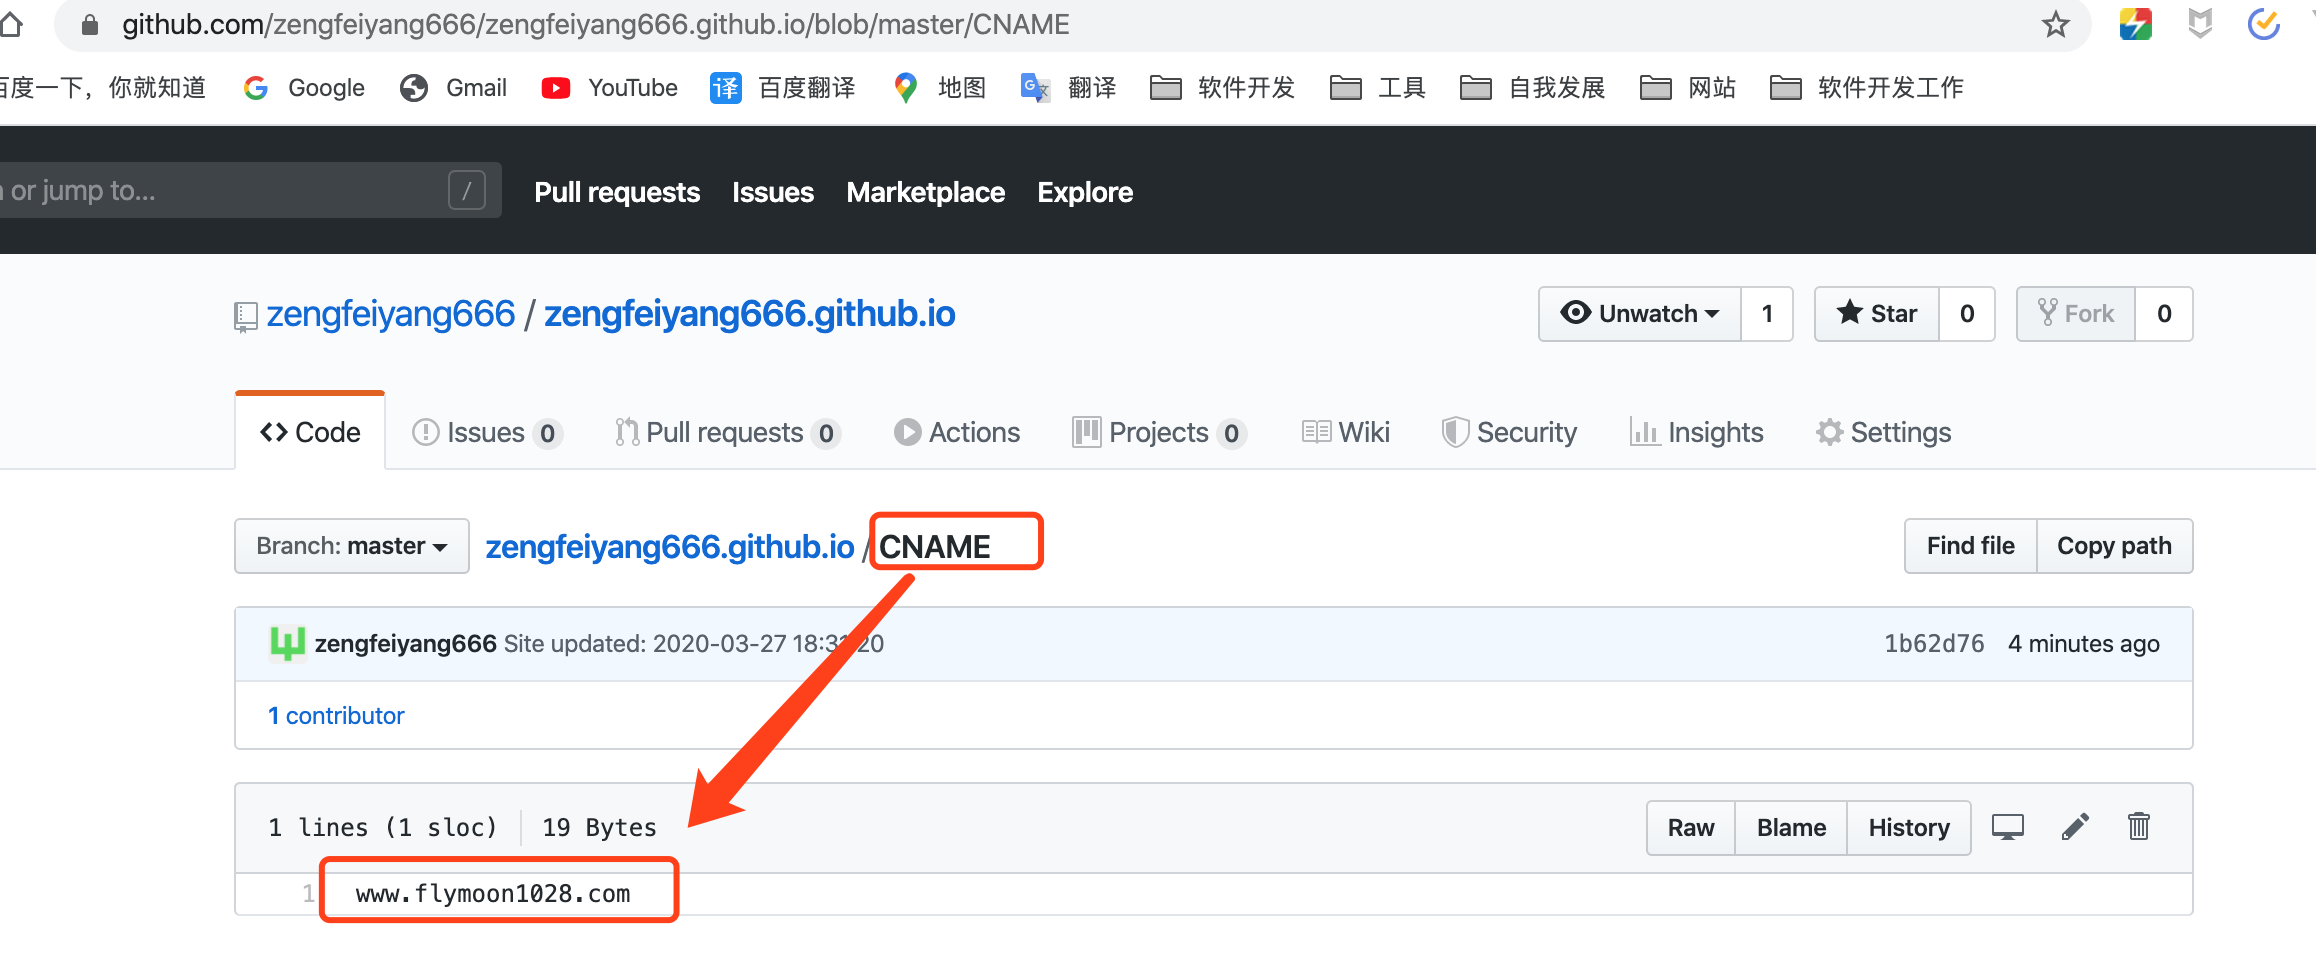 github.com/zengfeiyang666/zengfeiyang666.github.io/blob/master/CNAME
百度一下，你就知道 Google Gmail YouTube 译 百度翻译 地图 翻译 软件开发 工具 自我发展 网站 软件开发工作
or jump to... / Pull requests Issues Marketplace Explore
zengfeiyang666 / zengfeiyang666.github.io Unwatch 1 Star 0 Fork 0
Code Issues 0 Pull requests 0 Actions Projects 0 Wiki Security Insights Settings
Branch: master zengfeiyang666.github.io / CNAME Find file Copy path
zengfeiyang666 Site updated: 2020-03-27 18:31:20 1b62d76 4 minutes ago
1 contributor
1 lines (1 sloc) 19 Bytes Raw Blame History
1 www.flymoon1028.com